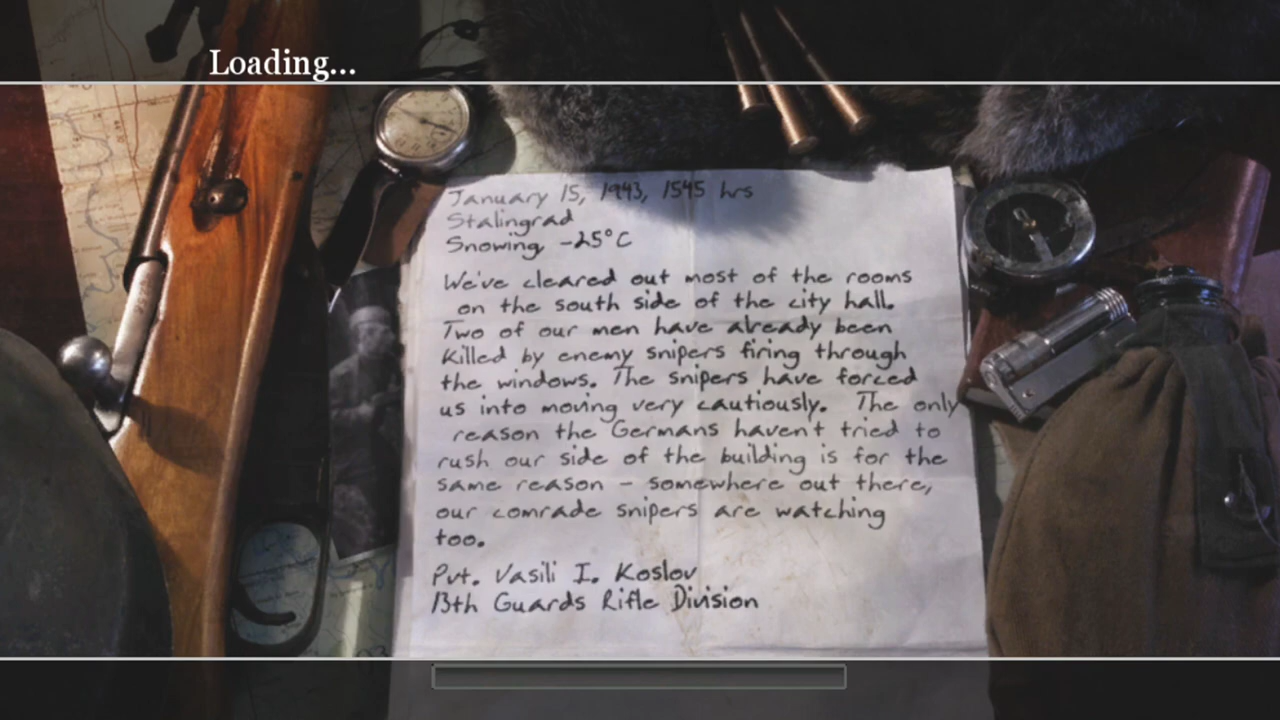 Loading...
January 15, 1943, 1545 hrs
Stalingrad
Snowing, -25°C
We've cleared out most of the rooms
on the south side of the city hall.
Two of our men have already been
killed by enemy snipers firing through
the windows. The snipers have forced
us into moving very cautiously. The only
reason the Germans haven't tried to
rush our side of the building is for the
same reason - somewhere out there,
our comrade snipers are watching
too.
Pvt. Vasili I. Koslov
13th Guards Rifle Division